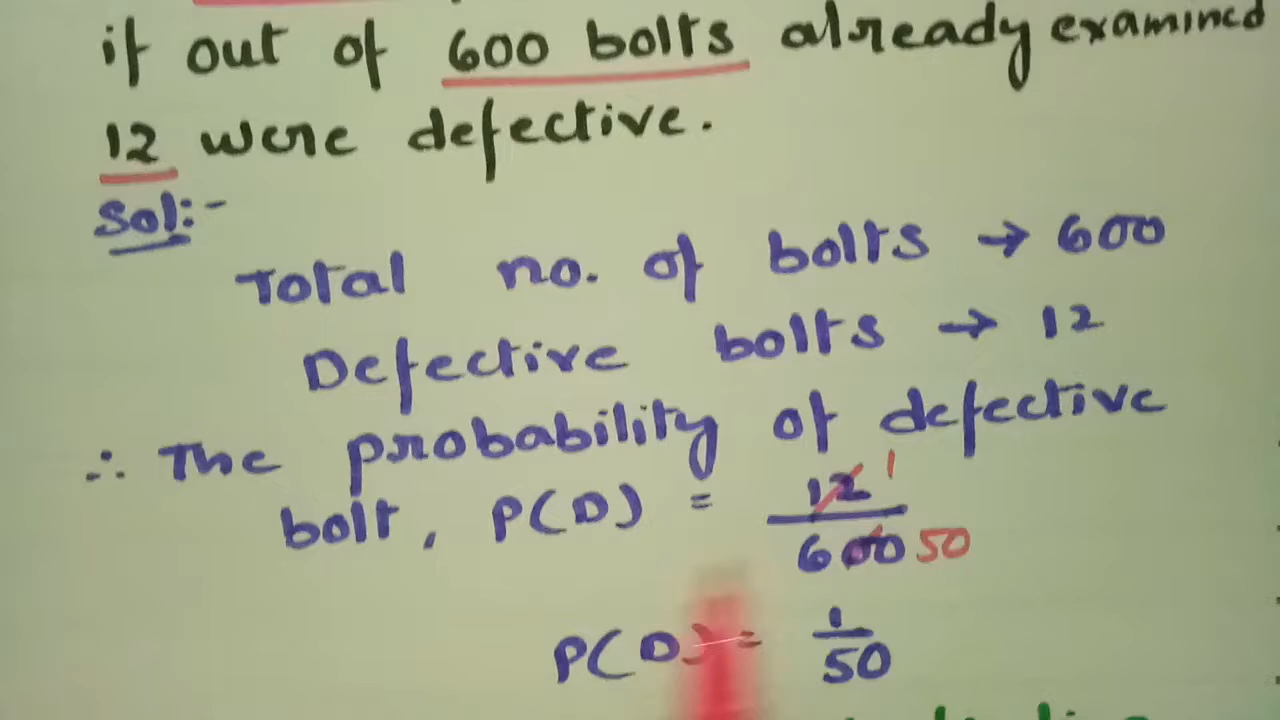 if out of 600 bolts already examined
12 were defective.
Sol:-
Total no. of bolts → 600
Defective bolts → 12
∴ The probability of defective
bolt, P(D) = 12/600 1 50
P(D) = 1/50